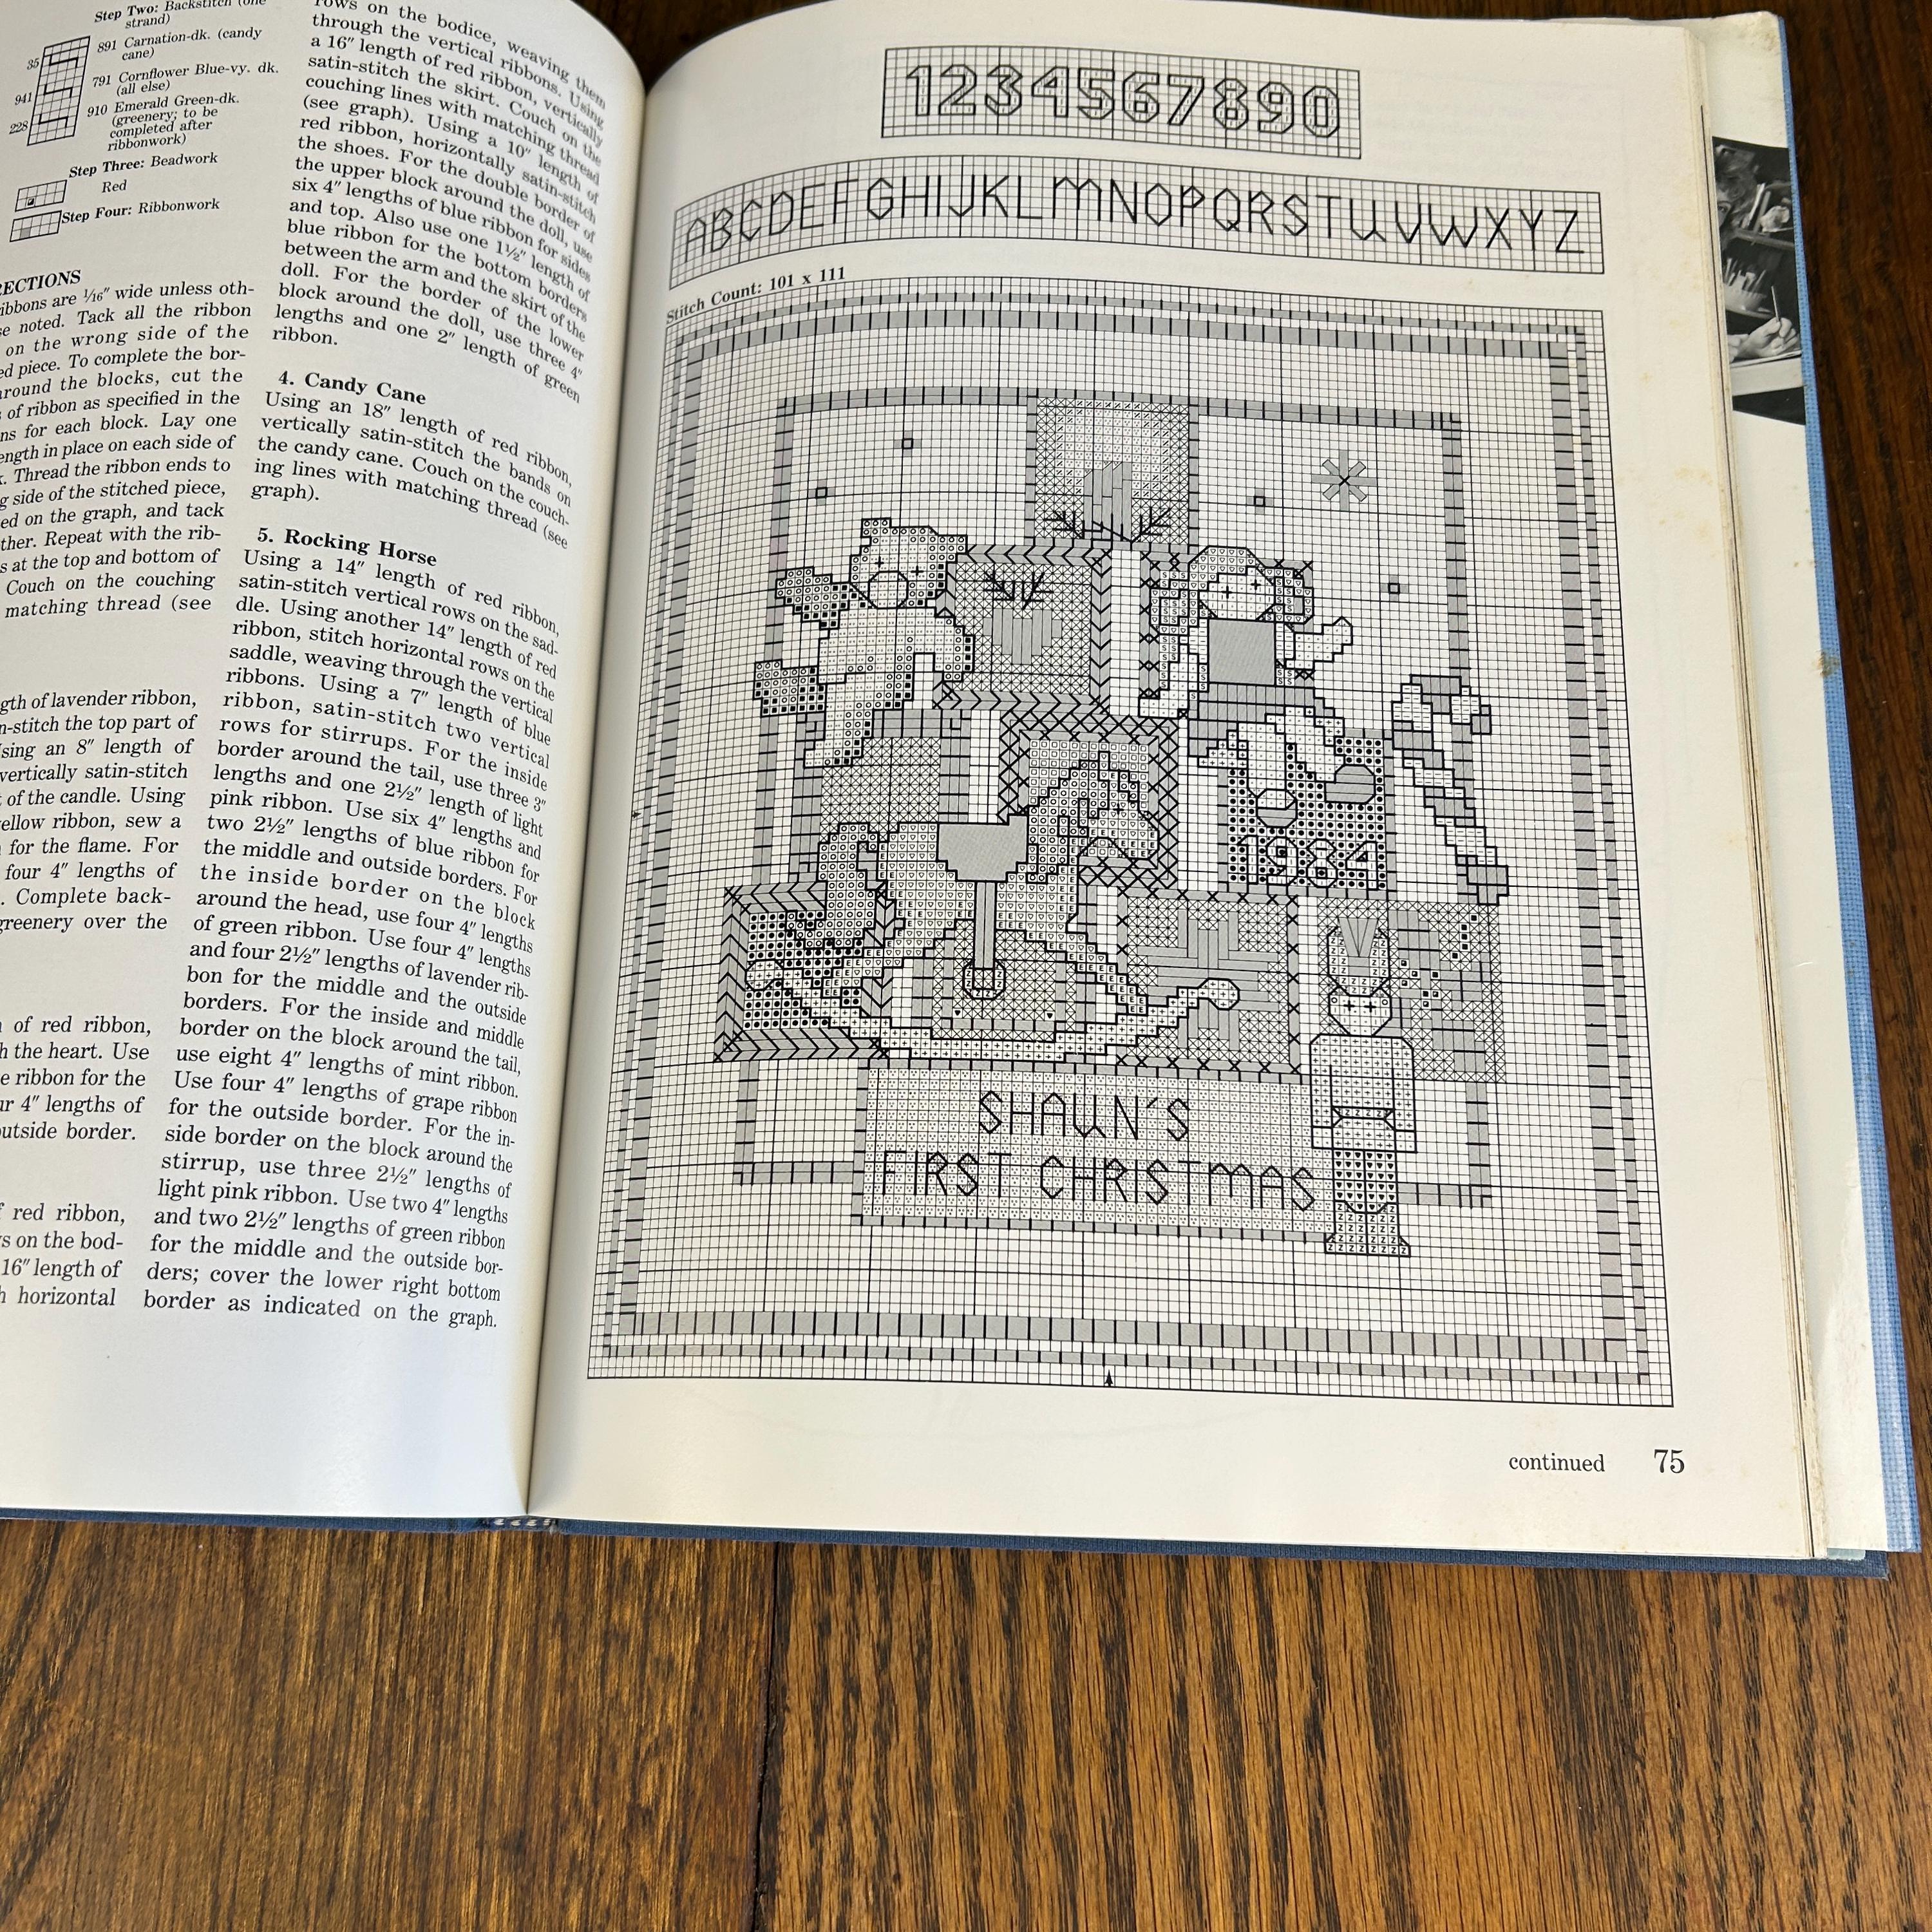 Step Two: Backstitch (one
strand)
35
891 Carnation-dk. (candy
cane)
791 Cornflower Blue-vy. dk.
(all else)
941
910 Emerald Green-dk.
(greenery; to be
completed after
ribbonwork)
228
Step Three: Beadwork
Red
Step Four: Ribbonwork
RECTIONS
ibbons are 1/16″ wide unless oth-
e noted. Tack all the ribbon
on the wrong side of the
ed piece. To complete the bor-
around the blocks, cut the
of ribbon as specified in the
ns for each block. Lay one
ength in place on each side of
k. Thread the ribbon ends to
g side of the stitched piece,
ed on the graph, and tack
ther. Repeat with the rib-
s at the top and bottom of
Couch on the couching
matching thread (see
gth of lavender ribbon,
n-stitch the top part of
sing an 8″ length of
vertically satin-stitch
of the candle. Using
ellow ribbon, sew a
for the flame. For
four 4″ lengths of
. Complete back-
greenery over the
of red ribbon,
h the heart. Use
e ribbon for the
ur 4″ lengths of
outside border.
red ribbon,
s on the bod-
16″ length of
h horizontal
rows on the bodice, weaving them
through the vertical ribbons. Using
a 16″ length of red ribbon, vertically
satin-stitch the skirt. Couch on the
couching lines with matching thread
(see graph). Using a 10″ length of
red ribbon, horizontally satin-stitch
the shoes. For the double border of
the upper block around the doll, use
six 4″ lengths of blue ribbon for sides
and top. Also use one 1½″ length of
blue ribbon for the bottom borders
between the arm and the skirt of the
doll. For the border of the lower
block around the doll, use three 4″
lengths and one 2″ length of green
ribbon.
4. Candy Cane
Using an 18″ length of red ribbon,
vertically satin-stitch the bands on
the candy cane. Couch on the couch-
ing lines with matching thread (see
graph).
5. Rocking Horse
Using a 14″ length of red ribbon,
satin-stitch vertical rows on the sad-
dle. Using another 14″ length of red
ribbon, stitch horizontal rows on the
saddle, weaving through the vertical
ribbons. Using a 7″ length of blue
ribbon, satin-stitch two vertical
rows for stirrups. For the inside
border around the tail, use three 3″
lengths and one 2½″ length of light
pink ribbon. Use six 4″ lengths and
two 2½″ lengths of blue ribbon for
the middle and outside borders. For
the inside border on the block
around the head, use four 4″ lengths
of green ribbon. Use four 4″ lengths
and four 2½″ lengths of lavender rib-
bon for the middle and the outside
borders. For the inside and middle
border on the block around the tail,
use eight 4″ lengths of mint ribbon.
Use four 4″ lengths of grape ribbon
for the outside border. For the in-
side border on the block around the
stirrup, use three 2½″ lengths of
light pink ribbon. Use two 4″ lengths
and two 2½″ lengths of green ribbon
for the middle and the outside bor-
ders; cover the lower right bottom
border as indicated on the graph.
1234567890
ABCDEFGHIJKLMNOPQRSTUVWXYZ
Stitch Count: 101 x 111
1984
SHAUN'S
FIRST CHRISTMAS
continued 75